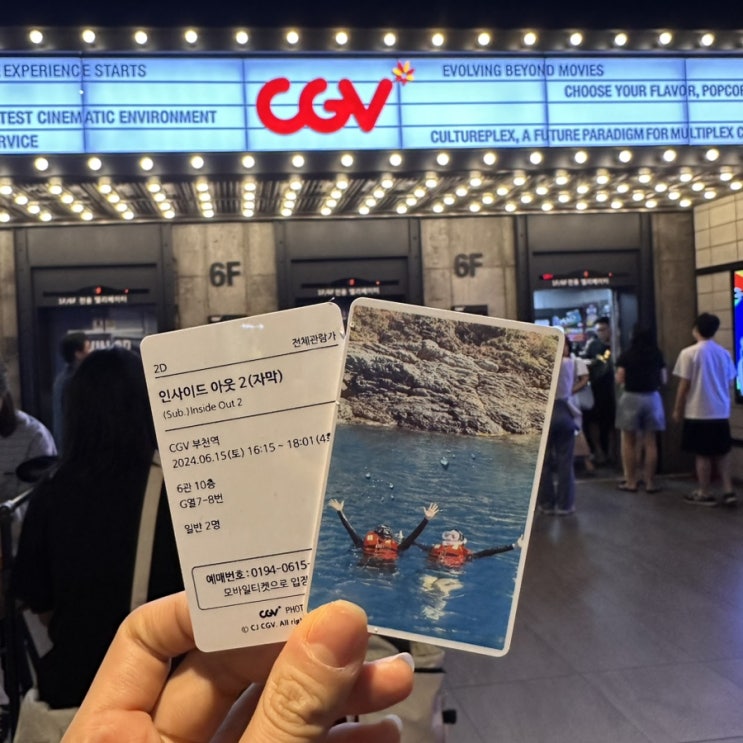 EXPERIENCE STARTS
TEST CINEMATIC ENVIRONMENT
RVICE
CGV
EVOLVING BEYOND MOVIES
CHOOSE YOUR FLAVOR, POPCOR
CULTUREPLEX, A FUTURE PARADIGM FOR MULTIPLEX C
6F
6F
2D
전체관람가
인사이드 아웃 2(자막)
(Sub.)Inside Out 2
CGV 부천역
2024.06.15(토) 16:15 ~ 18:01
6관 10층
G열7-8번
일반 2명
예매번호:0194-0615-
모바일티켓으로 입장
CGV PHOT
© CJ CGV. All righ